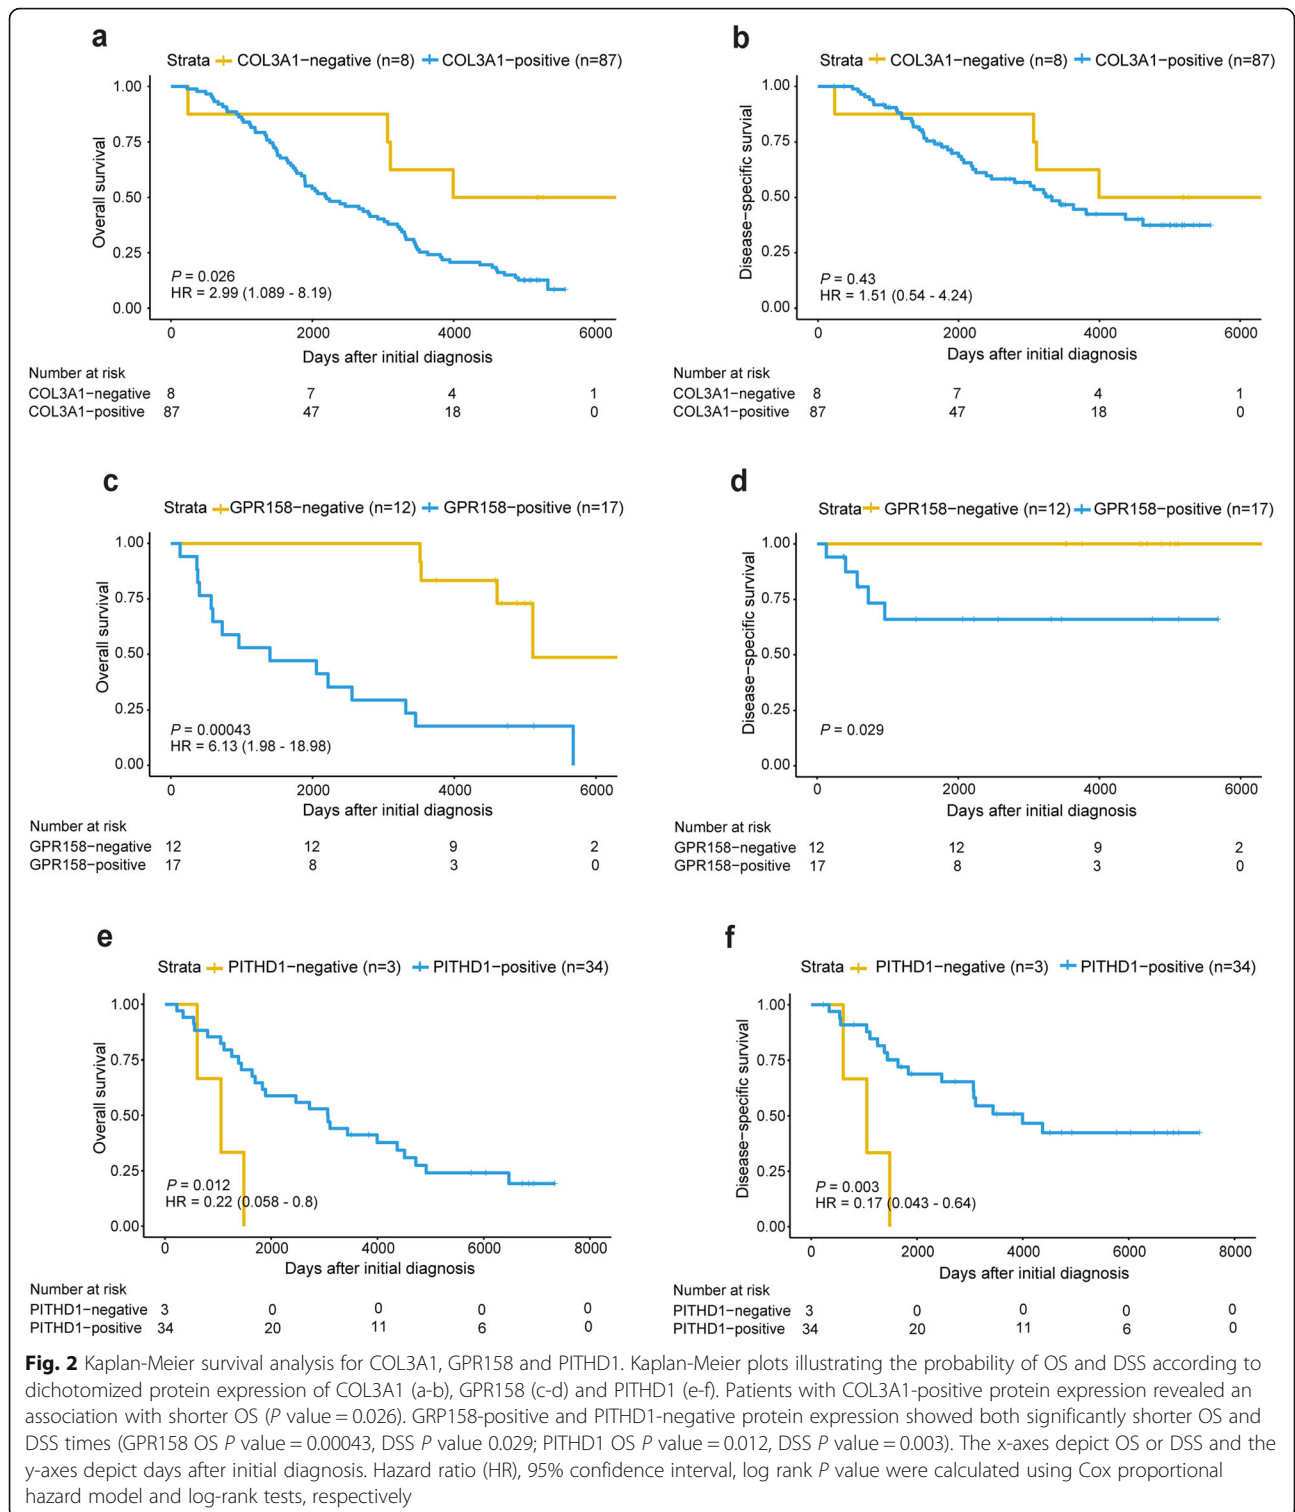 a
Strata COL3A1−negative (n=8) COL3A1−positive (n=87)
Overall survival
1.00
0.75
0.50
0.25
0.00
P = 0.026
HR = 2.99 (1.089 - 8.19)
0 2000 4000 6000
Days after initial diagnosis
Number at risk
COL3A1−negative 8 7 4 1
COL3A1−positive 87 47 18 0
b
Strata COL3A1−negative (n=8) COL3A1−positive (n=87)
Disease−specific survial
1.00
0.75
0.50
0.25
0.00
P = 0.43
HR = 1.51 (0.54 - 4.24)
0 2000 4000 6000
Days after initial diagnosis
Number at risk
COL3A1−negative 8 7 4 1
COL3A1−positive 87 47 18 0
c
Strata GPR158−negative (n=12) GPR158−positive (n=17)
Overall survival
1.00
0.75
0.50
0.25
0.00
P = 0.00043
HR = 6.13 (1.98 - 18.98)
0 2000 4000 6000
Days after initial diagnosis
Number at risk
GPR158−negative 12 12 9 2
GPR158−positive 17 8 3 0
d
Strata GPR158−negative (n=12) GPR158−positive (n=17)
Disease−specific survival
1.00
0.75
0.50
0.25
0.00
P = 0.029
0 2000 4000 6000
Days after initial diagnosis
Number at risk
GPR158−negative 12 12 9 2
GPR158−positive 17 8 3 0
e
Strata PITHD1−negative (n=3) PITHD1−positive (n=34)
Overall survival
1.00
0.75
0.50
0.25
0.00
P = 0.012
HR = 0.22 (0.058 - 0.8)
0 2000 4000 6000 8000
Days after initial diagnosis
Number at risk
PITHD1−negative 3 0 0 0 0
PITHD1−positive 34 20 11 6 0
f
Strata PITHD1−negative (n=3) PITHD1−positive (n=34)
Disease−specific survival
1.00
0.75
0.50
0.25
0.00
P = 0.003
HR = 0.17 (0.043 - 0.64)
0 2000 4000 6000 8000
Days after initial diagnosis
Number at risk
PITHD1−negative 3 0 0 0 0
PITHD1−positive 34 20 11 6 0
Fig. 2 Kaplan-Meier survival analysis for COL3A1, GPR158 and PITHD1. Kaplan-Meier plots illustrating the probability of OS and DSS according to
dichotomized protein expression of COL3A1 (a-b), GPR158 (c-d) and PITHD1 (e-f). Patients with COL3A1-positive protein expression revealed an
association with shorter OS (P value = 0.026). GRP158-positive and PITHD1-negative protein expression showed both significantly shorter OS and
DSS times (GPR158 OS P value = 0.00043, DSS P value 0.029; PITHD1 OS P value = 0.012, DSS P value = 0.003). The x-axes depict OS or DSS and the
y-axes depict days after initial diagnosis. Hazard ratio (HR), 95% confidence interval, log rank P value were calculated using Cox proportional
hazard model and log-rank tests, respectively